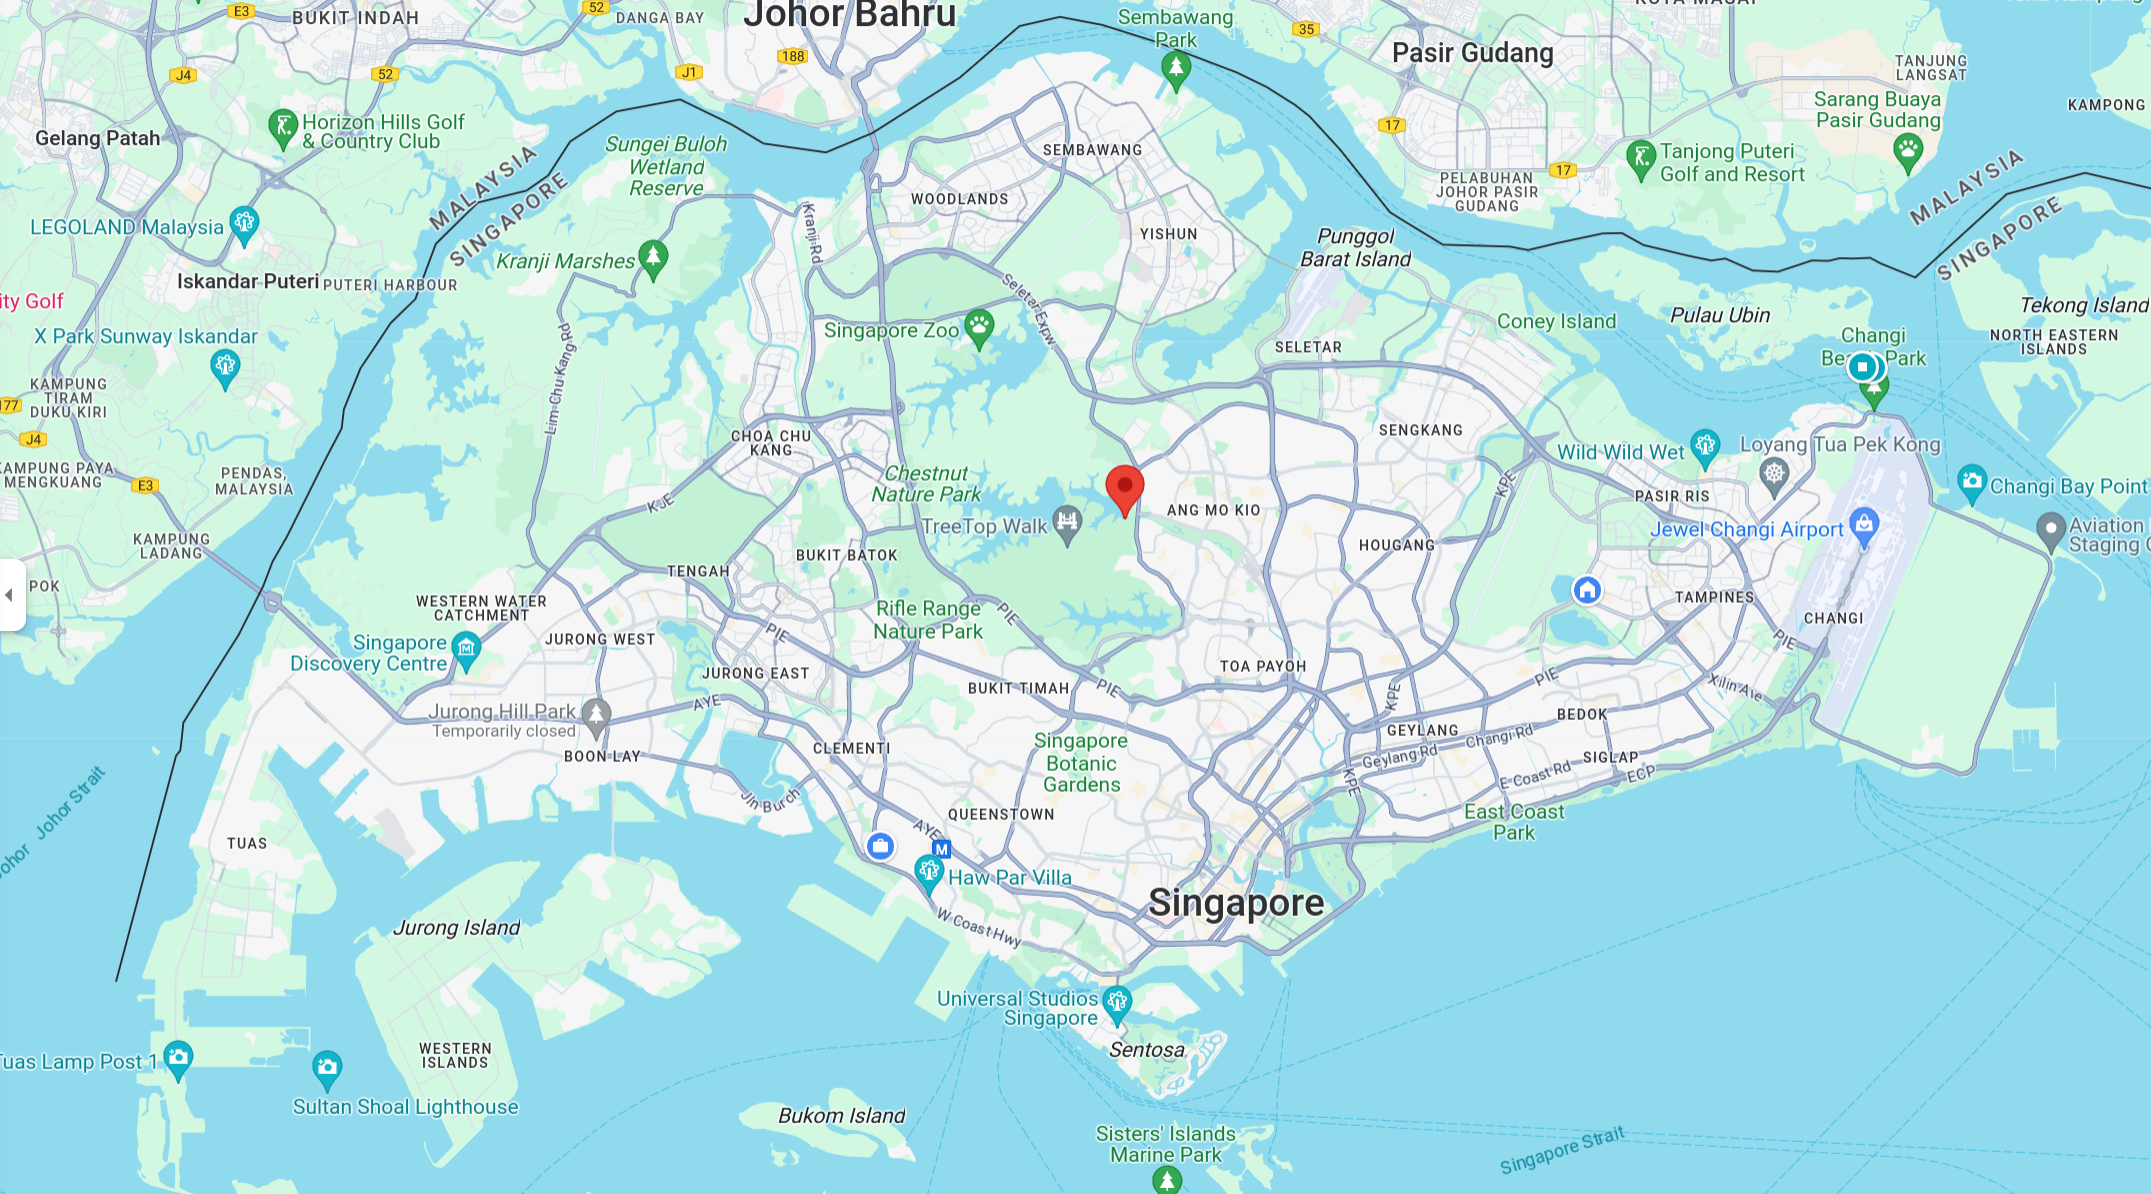 Johor Bahru
BUKIT INDAH
E3
52
DANGA BAY
Sembawang
Park
35
Pasir Gudang
TANJUNG
LANGSAT
J4
52
J1
188
Sarang Buaya
Pasir Gudang
KAMPONG
Gelang Patah
Horizon Hills Golf
& Country Club
Sungei Buloh
Wetland
Reserve
SEMBAWANG
17
17
Tanjong Puteri
Golf and Resort
PELABUHAN
JOHOR PASIR
GUDANG
MALAYSIA
SINGAPORE
MALAYSIA
SINGAPORE
WOODLANDS
Kranji Rd
YISHUN
LEGOLAND Malaysia
Punggol
Barat Island
Kranji Marshes
Iskandar Puteri
PUTERI HARBOUR
ity Golf
Seletar Expw.
Tekong Island
Coney Island
Pulau Ubin
Singapore Zoo
X Park Sunway Iskandar
SELETAR
Changi
Park
NORTH EASTERN
ISLANDS
Lim Chu Kang Rd
KAMPUNG
TIRAM
DUKU KIRI
177
J4
CHOA CHU
KANG
SENGKANG
Wild Wild Wet
Loyang Tua Pek Kong
KAMPUNG PAYA
MENGKUANG
E3
PENDAS,
MALAYSIA
Chestnut
Nature Park
KJE
KPE
PASIR RIS
Changi Bay Point
ANG MO KIO
TreeTop Walk
Jewel Changi Airport
Aviation
Staging
KAMPUNG
LADANG
BUKIT BATOK
HOUGANG
POK
TENGAH
WESTERN WATER
CATCHMENT
TAMPINES
CHANGI
Rifle Range
Nature Park
PIE
PIE
PIE
JURONG WEST
Singapore
Discovery Centre
JURONG EAST
TOA PAYOH
PIE
PIE
BUKIT TIMAH
Xilin Ave
AYE
KPE
Jurong Hill Park
Temporarily closed
BEDOK
GEYLANG
Changi Rd
Geylang Rd
SIGLAP
BOON LAY
CLEMENTI
Singapore
Botanic
Gardens
KPE
E Coast Rd
ECP
Jln Buroh
Johor Strait
Johor
QUEENSTOWN
East Coast
Park
AYE
TUAS
M
Haw Par Villa
Singapore
W Coast Hwy
Jurong Island
Universal Studios
Singapore
Sentosa
WESTERN
ISLANDS
Tuas Lamp Post 1
Sultan Shoal Lighthouse
Bukom Island
Sisters' Islands
Marine Park
Singapore Strait